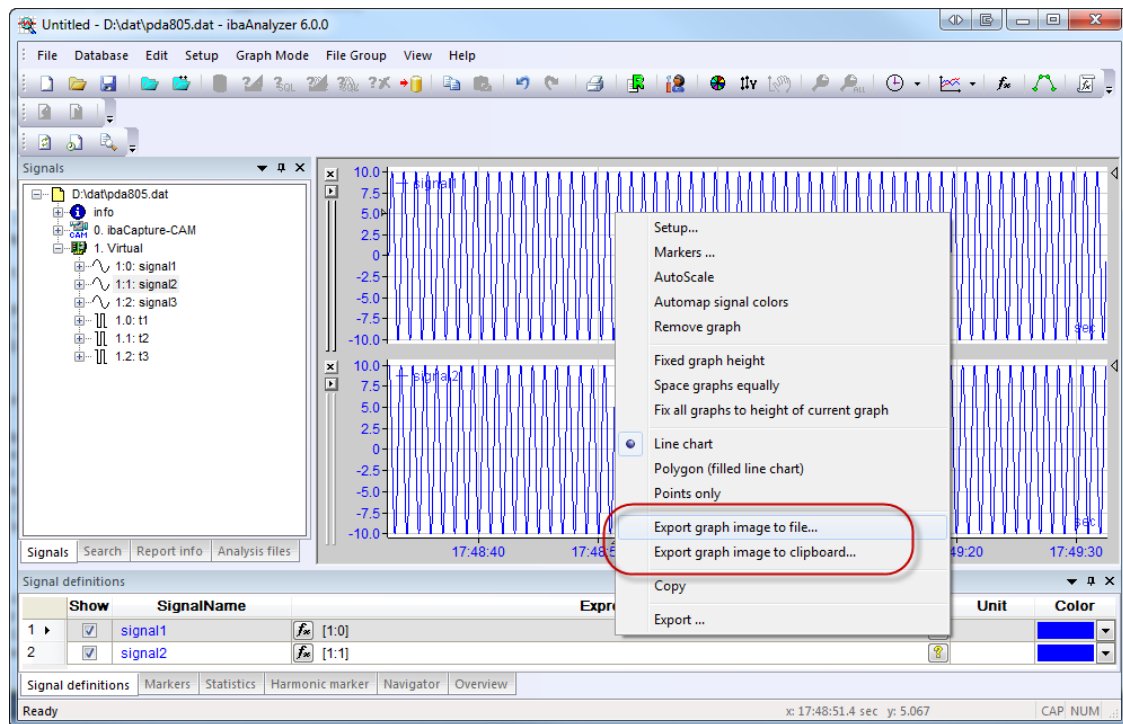 Untitled - D:\dat\pda805.dat - ibaAnalyzer 6.0.0
File Database Edit Setup Graph Mode File Group View Help
Signals
D:\dat\pda805.dat
info
0. ibaCapture-CAM
1. Virtual
1:0: signal1
1:1: signal2
1:2: signal3
1.0: t1
1.1: t2
1.2: t3
Signals Search Report info Analysis files
10.0
7.5
5.0
2.5
0
-2.5
-5.0
-7.5
-10.0
signal1
sec
10.0
7.5
5.0
2.5
0
-2.5
-5.0
-7.5
-10.0
signal2
sec
17:48:40 17:48:5 49:20 17:49:30
Setup...
Markers ...
AutoScale
Automap signal colors
Remove graph
Fixed graph height
Space graphs equally
Fix all graphs to height of current graph
Line chart
Polygon (filled line chart)
Points only
Export graph image to file...
Export graph image to clipboard...
Copy
Export ...
Signal definitions
Show SignalName Expr Unit Color
1 signal1 fx [1:0]
2 signal2 fx [1:1] ?
Signal definitions Markers Statistics Harmonic marker Navigator Overview
Ready x: 17:48:51.4 sec y: 5.067 CAP NUM